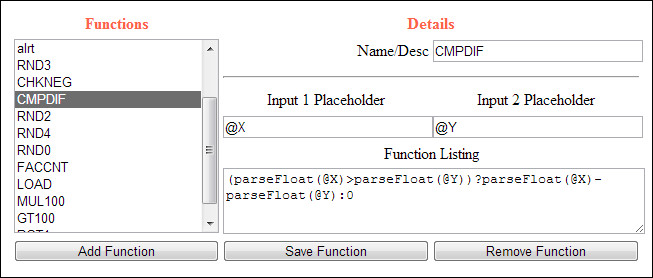 Functions
alrt
RND3
CHKNEG
CMPDIF
RND2
RND4
RND0
FACCNT
LOAD
MUL100
GT100
Add Function
Details
Name/Desc CMPDIF
Input 1 Placeholder Input 2 Placeholder
@X @Y
Function Listing
(parseFloat(@X)>parseFloat(@Y))?parseFloat(@X)-
parseFloat(@Y):0
Save Function Remove Function